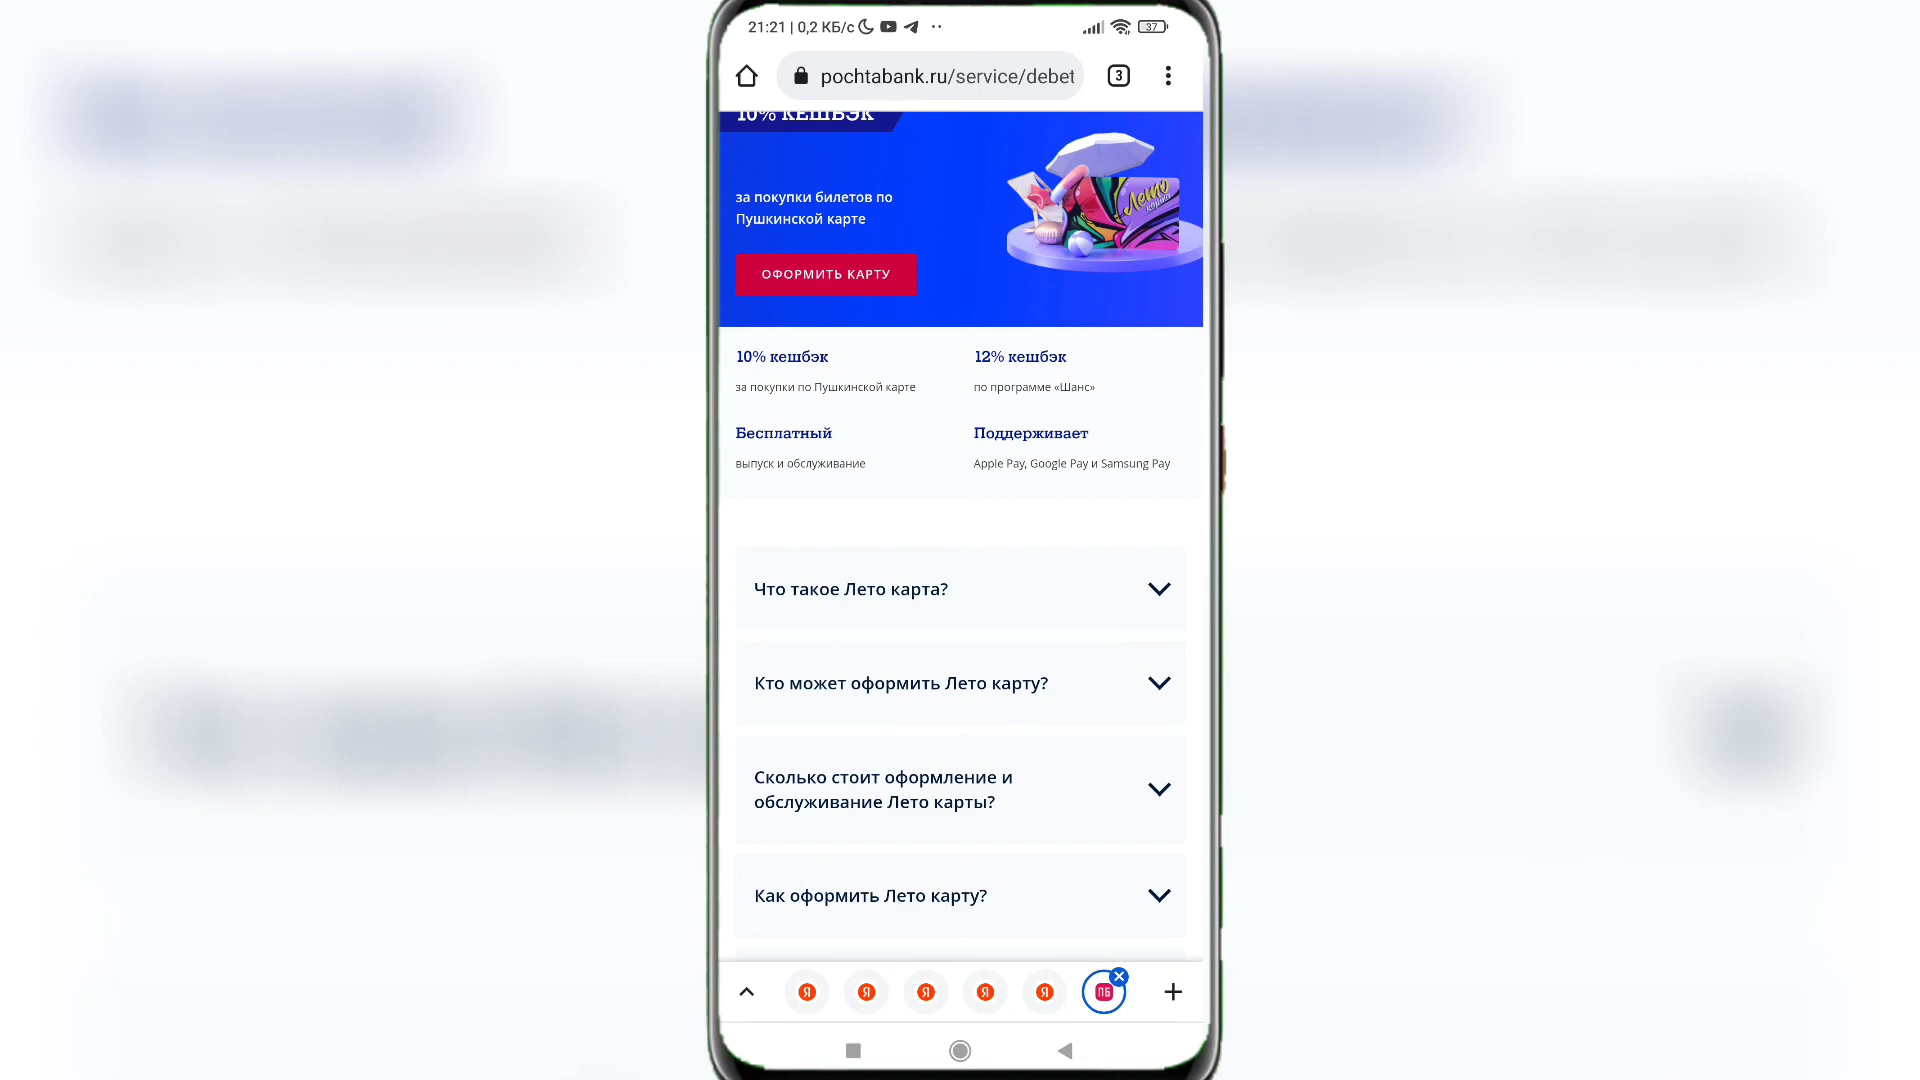 21:21 | 0,2 КБ/с
37
pochtabank.ru/service/debet
3
10% КЕШБЭК
за покупки билетов по
Пушкинской карте
Лето
карта
ОФОРМИТЬ КАРТУ
10% кешбэк
12% кешбэк
за покупки по Пушкинской карте
по программе «Шанс»
Бесплатный
Поддерживает
выпуск и обслуживание
Apple Pay, Google Pay и Samsung Pay
Что такое Лето карта?
Кто может оформить Лето карту?
Сколько стоит оформление и
обслуживание Лето карты?
Как оформить Лето карту?
Я Я Я Я Я ПБ